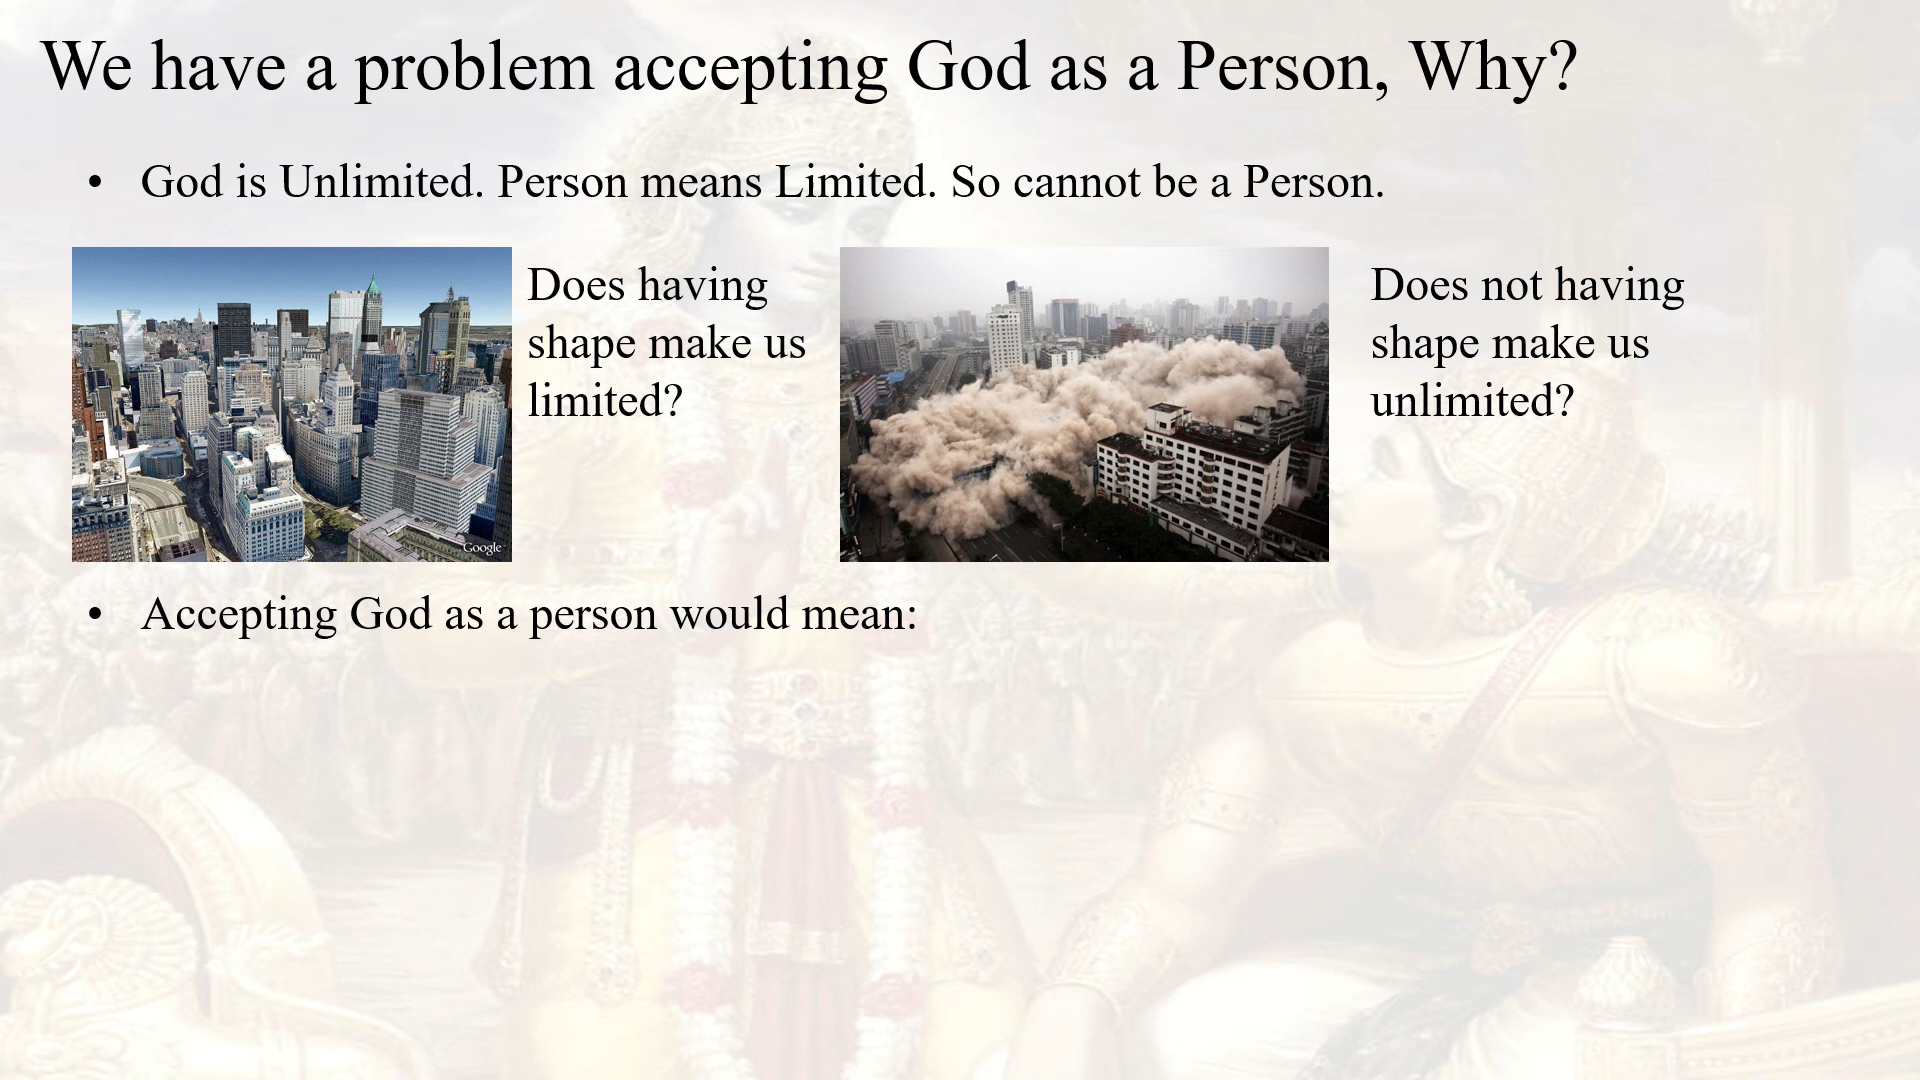 We have a problem accepting God as a Person, Why?
• God is Unlimited. Person means Limited. So cannot be a Person.
Does having
shape make us
limited?
Does not having
shape make us
unlimited?
Google
• Accepting God as a person would mean: